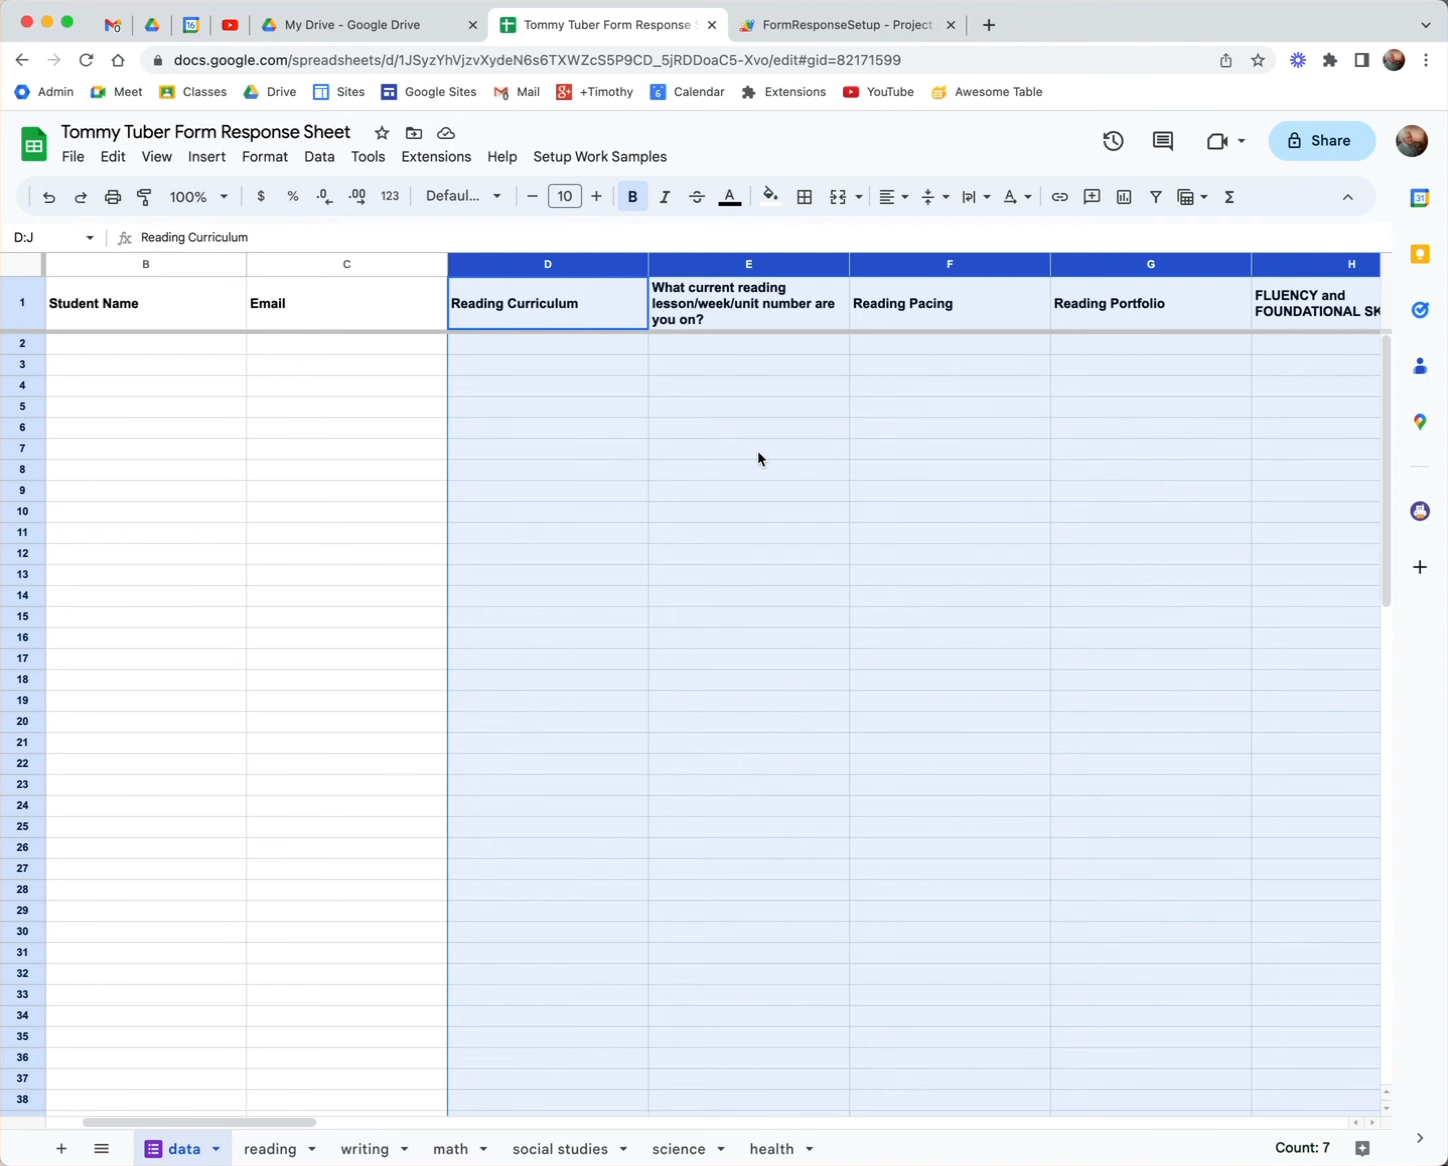 My Drive - Google Drive
Tommy Tuber Form Response S
FormResponseSetup - Project
docs.google.com/spreadsheets/d/1JSyzYhVjzvXydeN6s6TXWZcS5P9CD_5jRDDoaC5-Xvo/edit#gid=82171599
Admin Meet Classes Drive Sites Google Sites Mail +Timothy Calendar Extensions YouTube Awesome Table
Tommy Tuber Form Response Sheet
File Edit View Insert Format Data Tools Extensions Help Setup Work Samples
Share
100% $ % .0 .00 123 Defaul... 10 B I S A
D:J fx Reading Curriculum
B C D E F G H
1 Student Name Email Reading Curriculum What current reading
lesson/week/unit number are
you on? Reading Pacing Reading Portfolio FLUENCY and
FOUNDATIONAL SK
2
3
4
5
6
7
8
9
10
11
12
13
14
15
16
17
18
19
20
21
22
23
24
25
26
27
28
29
30
31
32
33
34
35
36
37
38
data reading writing math social studies science health Count: 7